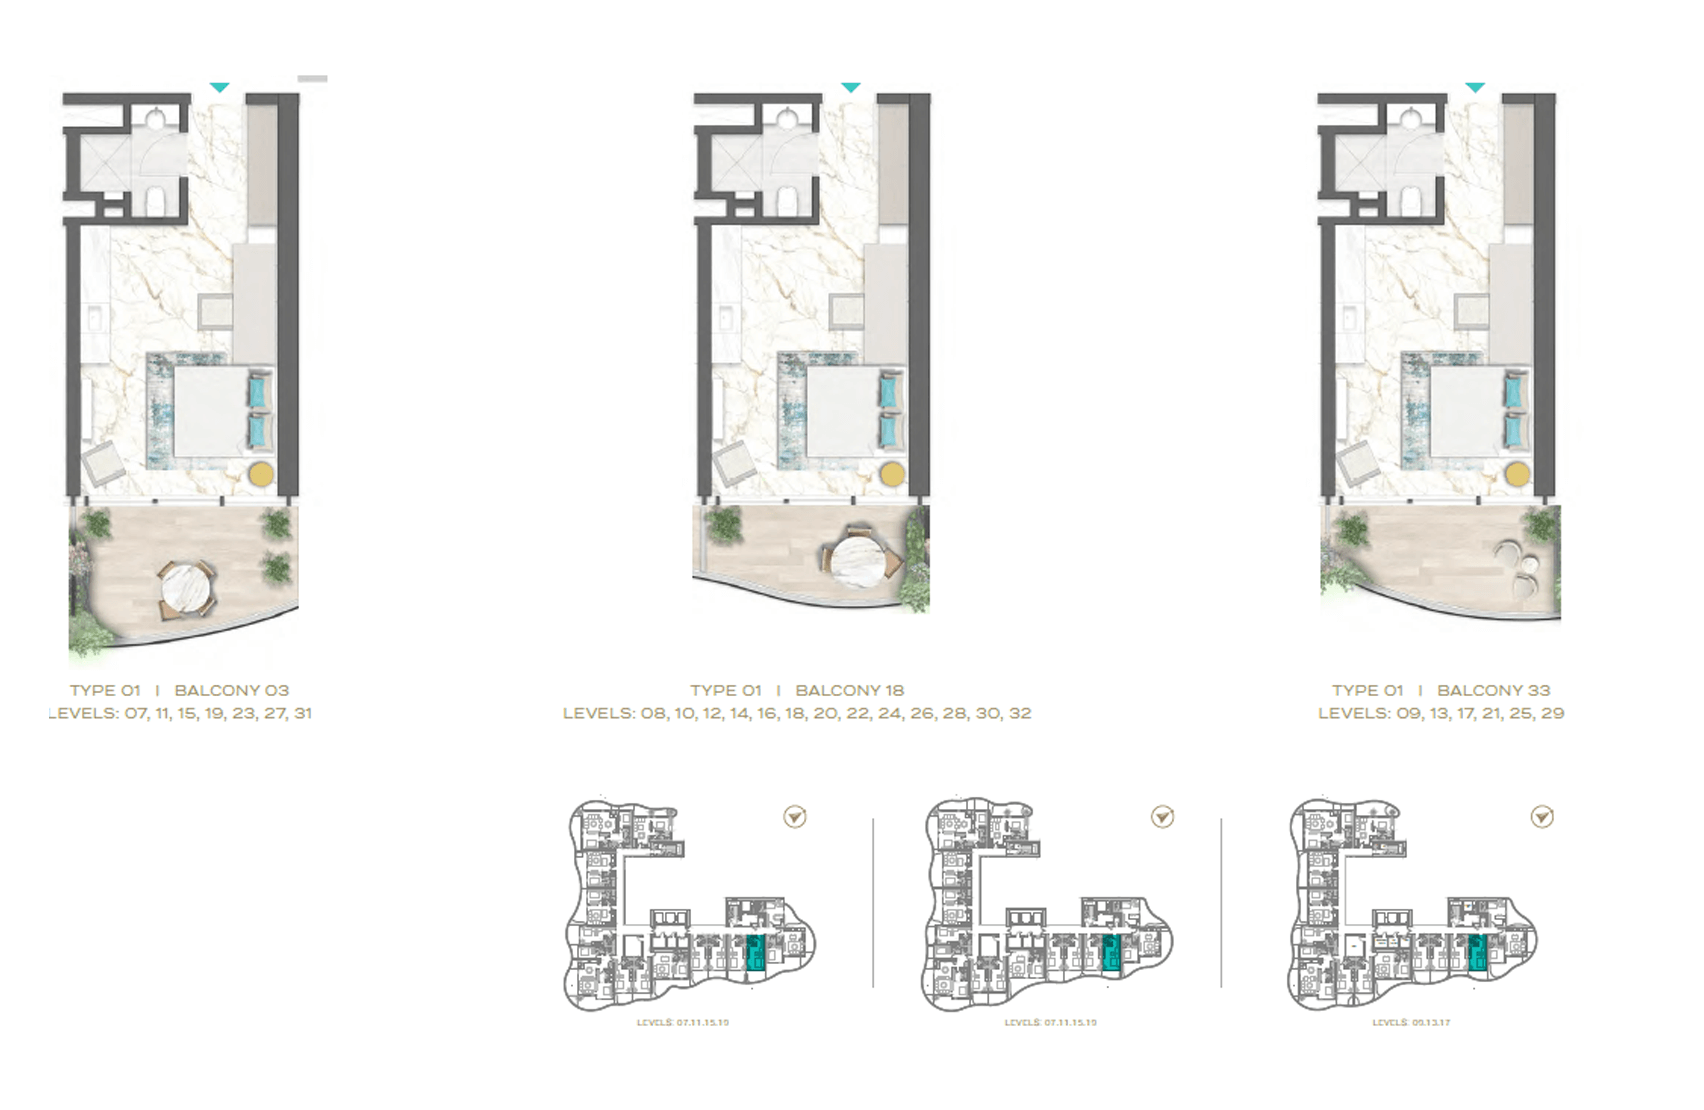 TYPE 01 | BALCONY 03
LEVELS: 07, 11, 15, 19, 23, 27, 31
TYPE 01 | BALCONY 18
LEVELS: 08, 10, 12, 14, 16, 18, 20, 22, 24, 26, 28, 30, 32
TYPE 01 | BALCONY 33
LEVELS: 09, 13, 17, 21, 25, 29
LEVELS: 07.11.15.19
LEVELS: 07.11.15.19
LEVELS: 09.13.17